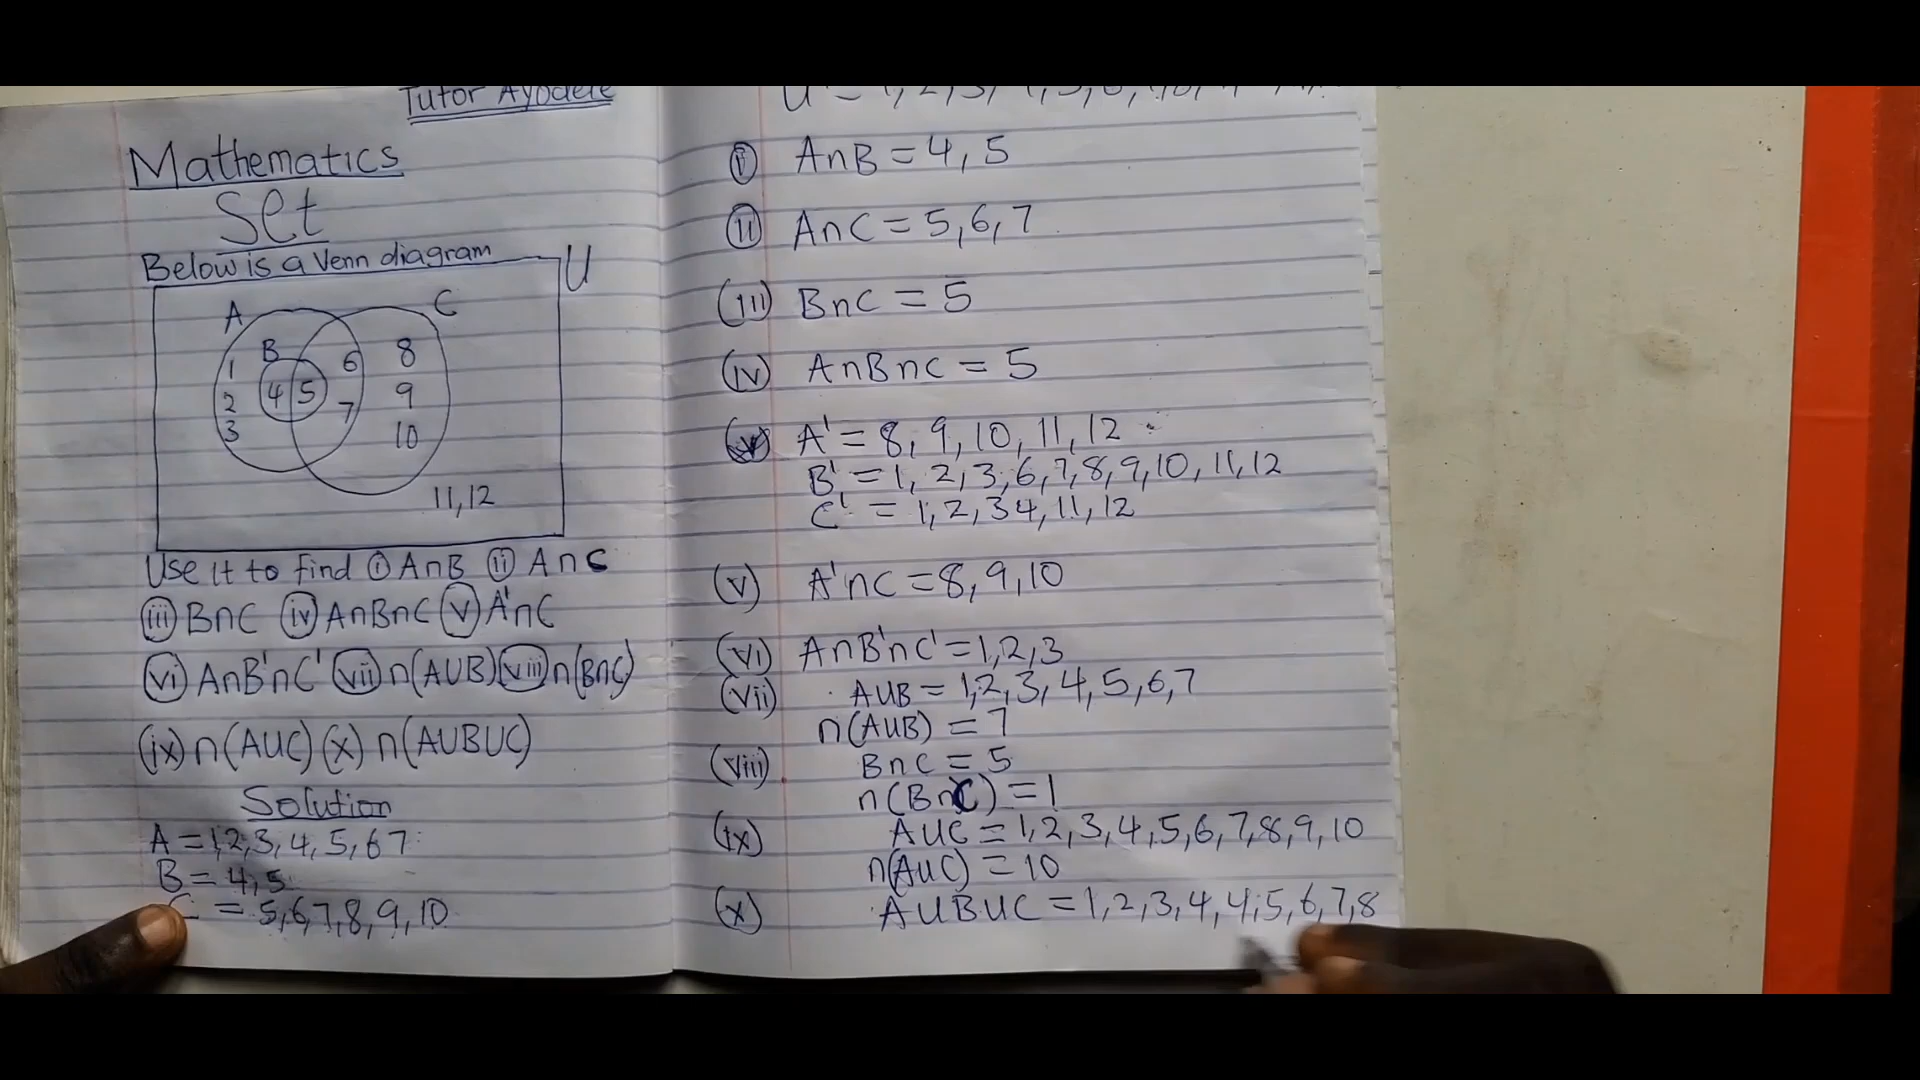 Tutor Ayodele
Mathematics
Set
Below is a Venn diagram
U
A
C
B
1
6
8
2
4
5
7
9
3
10
11,12
Use it to find (i) A∩B (ii) A∩C
(iii) B∩C (iv) A∩B∩C (v) A'∩C
(vi) A∩B'∩C' (vii) n(AUB) (viii) n(B∩C)
(ix) n(AUC) (x) n(AUBUC)
Solution
A = 1,2,3,4,5,6 7
B = 4,5
C = 5,6,7,8,9,10
(i) A∩B = 4,5
(ii) A∩C = 5,6,7
(iii) B∩C = 5
(iv) A∩B∩C = 5
A' = 8,9,10,11,12
B' = 1,2,3,6,7,8,9,10,11,12
C' = 1,2,3 4,11,12
(v) A'∩C = 8,9,10
(vi) A∩B'∩C' = 1,2,3
(vii) AUB = 1,2,3,4,5,6,7
n(AUB) = 7
(viii) B∩C = 5
n(B∩C) = 1
(ix) AUC = 1,2,3,4,5,6,7,8,9,10
n(AUC) = 10
(x) AUBUC = 1,2,3,4,4,5,6,7,8